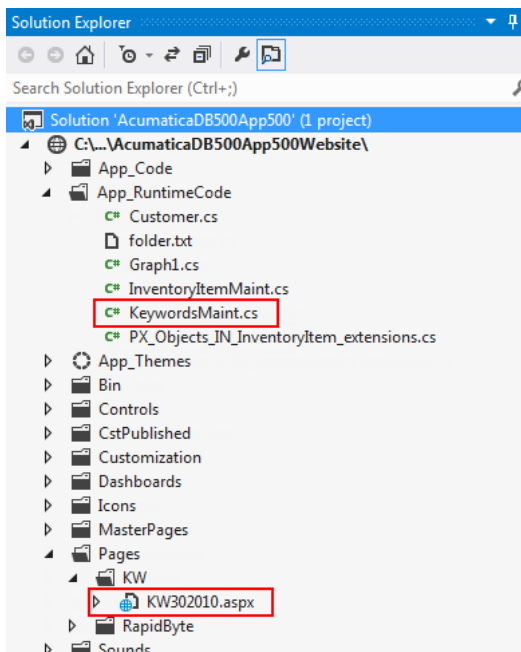 Solution Explorer
Search Solution Explorer (Ctrl+;)
Solution 'AcumaticaDB500App500' (1 project)
C:\...\AcumaticaDB500App500Website\
App_Code
App_RuntimeCode
C# Customer.cs
folder.txt
C# Graph1.cs
C# InventoryItemMaint.cs
C# KeywordsMaint.cs
C# PX_Objects_IN_InventoryItem_extensions.cs
App_Themes
Bin
Controls
CstPublished
Customization
Dashboards
Icons
MasterPages
Pages
KW
KW302010.aspx
RapidByte
Sounds